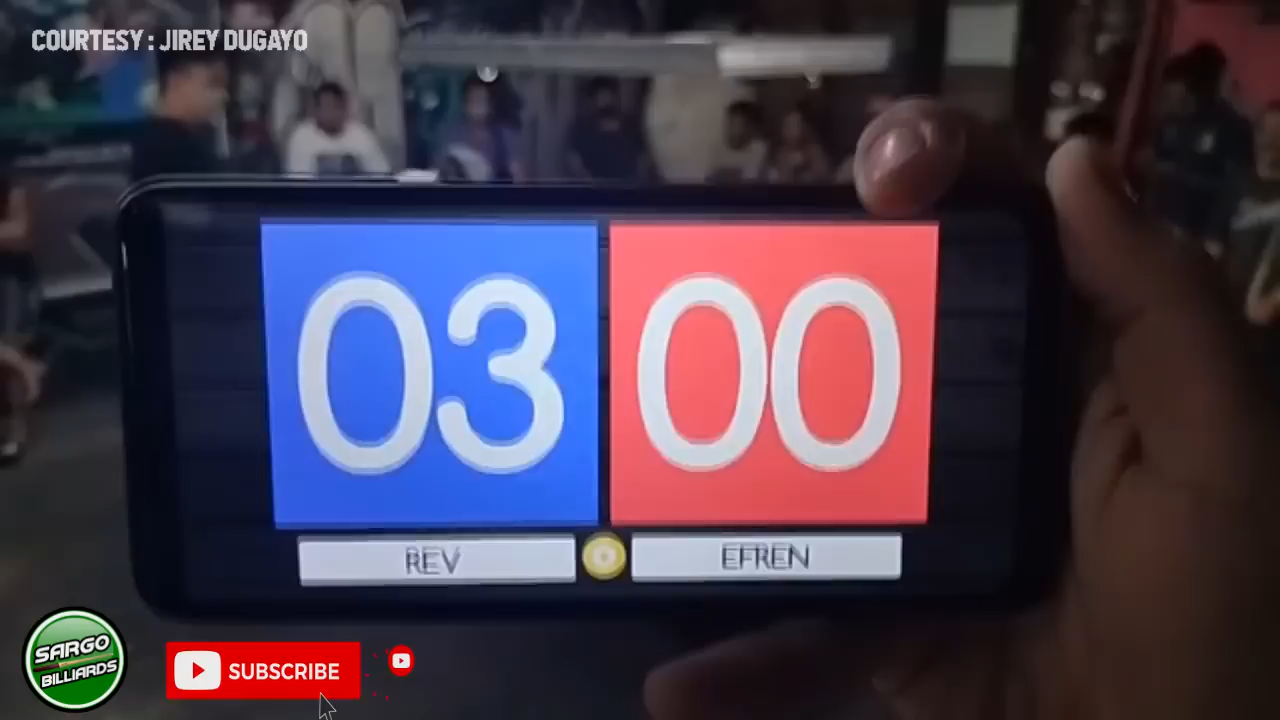 COURTESY : JIREY DUGAYO
03 00
REV EFREN
SARGO
BILLIARDS
SUBSCRIBE